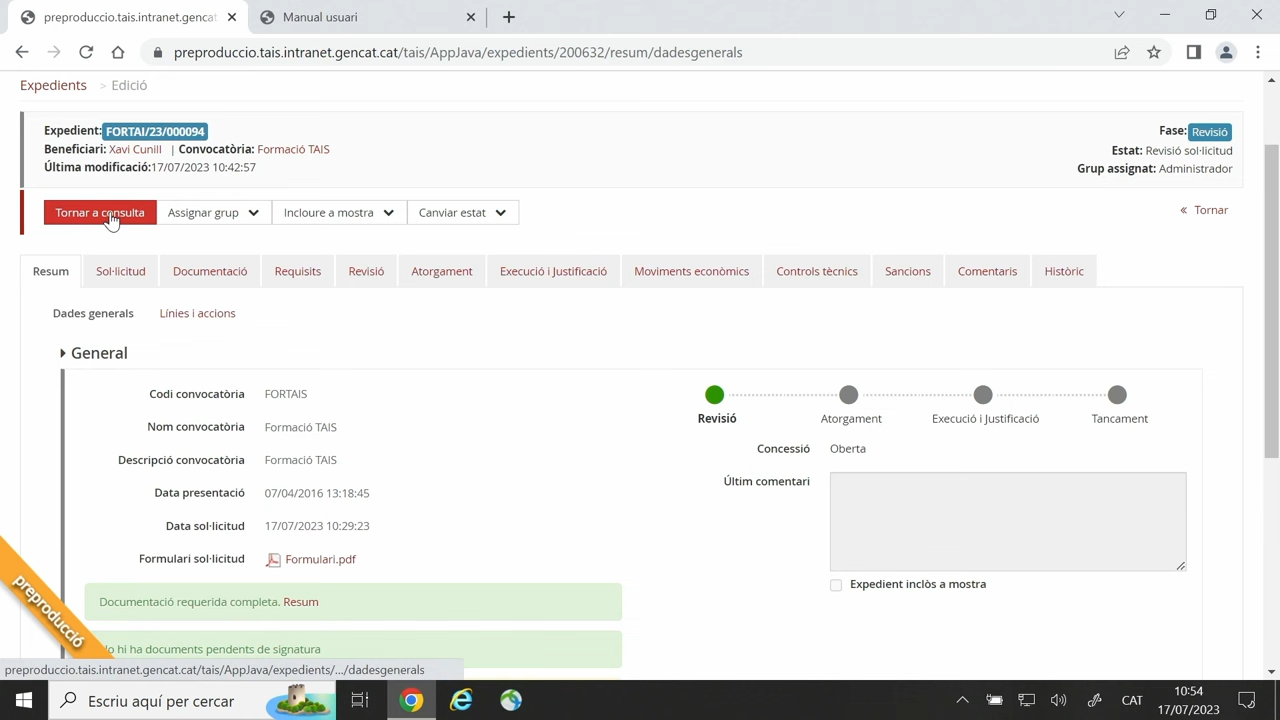 preproduccio.tais.intranet.gencat
Manual usuari
preproduccio.tais.intranet.gencat.cat/tais/AppJava/expedients/200632/resum/dadesgenerals
Expedients > Edició
Expedient: FORTAI/23/000094
Fase: Revisió
Beneficiari: Xavi Cunill | Convocatòria: Formació TAIS
Estat: Revisió sol·licitud
Última modificació:17/07/2023 10:42:57
Grup assignat: Administrador
Tornar a consulta
Assignar grup
Incloure a mostra
Canviar estat
« Tornar
Resum
Sol·licitud
Documentació
Requisits
Revisió
Atorgament
Execució i Justificació
Moviments econòmics
Controls tècnics
Sancions
Comentaris
Històric
Dades generals
Línies i accions
General
Codi convocatòria FORTAIS
Nom convocatòria Formació TAIS
Descripció convocatòria Formació TAIS
Data presentació 07/04/2016 13:18:45
Data sol·licitud 17/07/2023 10:29:23
Formulari sol·licitud Formulari.pdf
Revisió
Atorgament
Execució i Justificació
Tancament
Concessió Oberta
Últim comentari
Expedient inclòs a mostra
Documentació requerida completa. Resum
o hi ha documents pendents de signatura
preproducció
preproduccio.tais.intranet.gencat.cat/tais/AppJava/expedients/.../dadesgenerals
Escriu aquí per cercar
CAT
10:54
17/07/2023